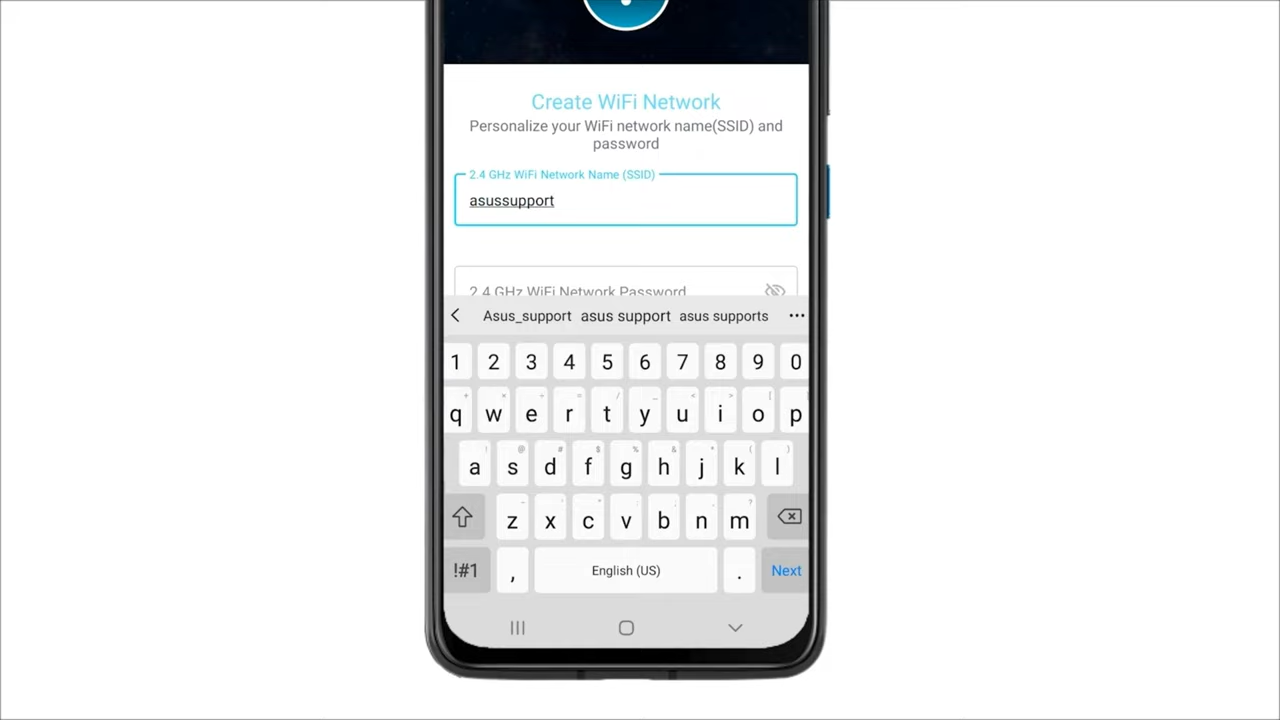 Create WiFi Network
Personalize your WiFi network name(SSID) and
password
2.4 GHz WiFi Network Name (SSID)
asussupport
2.4 GHz WiFi Network Password
Asus_support asus support asus supports
1 2 3 4 5 6 7 8 9 0
q w e r t y u i o p
a s d f g h j k l
z x c v b n m
!#1 , English (US) . Next